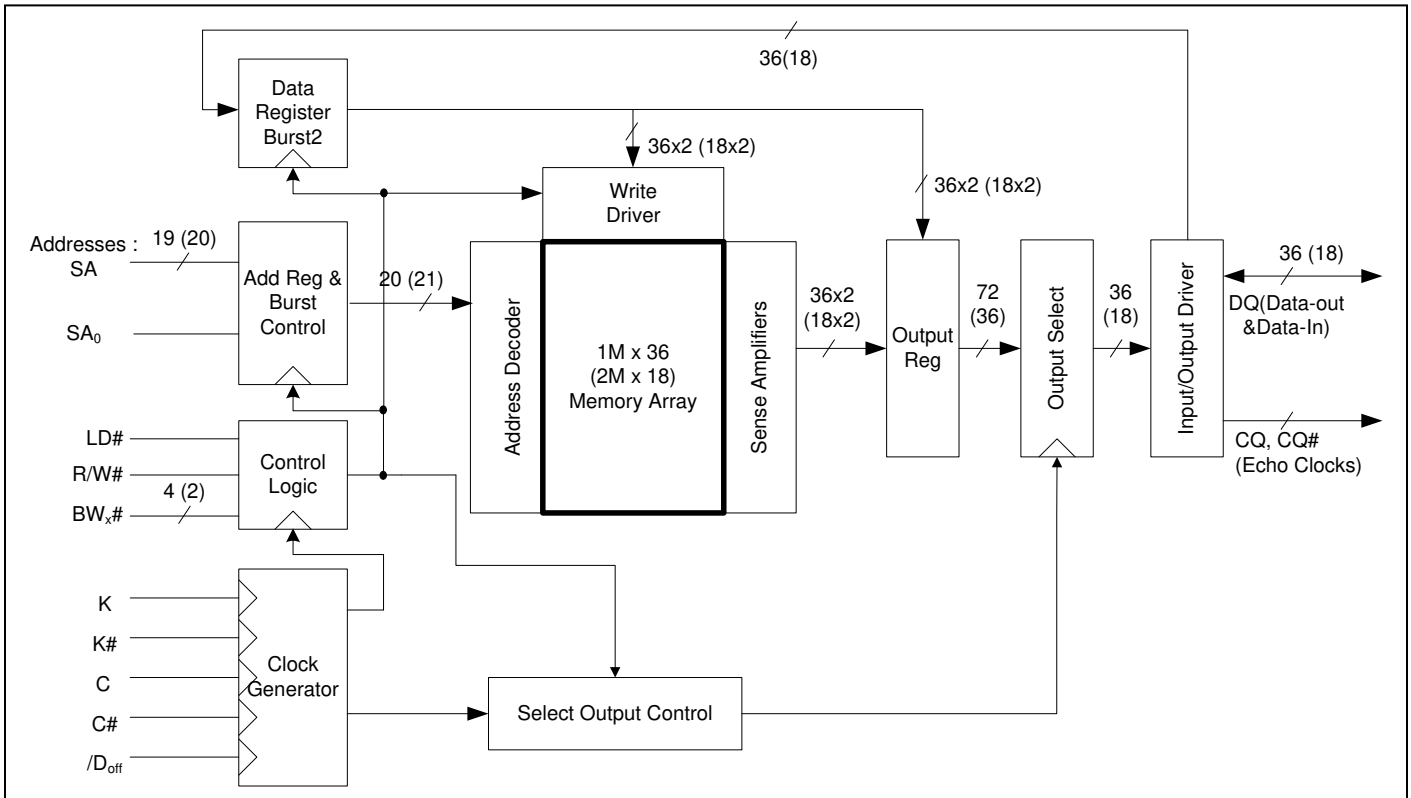 36(18)
Data
Register
Burst2
36x2 (18x2)
36x2 (18x2)
Write
Driver
Addresses :
SA
19 (20)
SA₀
Add Reg &
Burst
Control
20 (21)
Address Decoder
1M x 36
(2M x 18)
Memory Array
Sense Amplifiers
36x2
(18x2)
Output
Reg
72
(36)
Output Select
36
(18)
Input/Output Driver
36 (18)
DQ(Data-out
&Data-In)
CQ, CQ#
(Echo Clocks)
LD#
R/W#
4 (2)
BWₓ#
Control
Logic
K
K#
C
C#
/Doff
Clock
Generator
Select Output Control